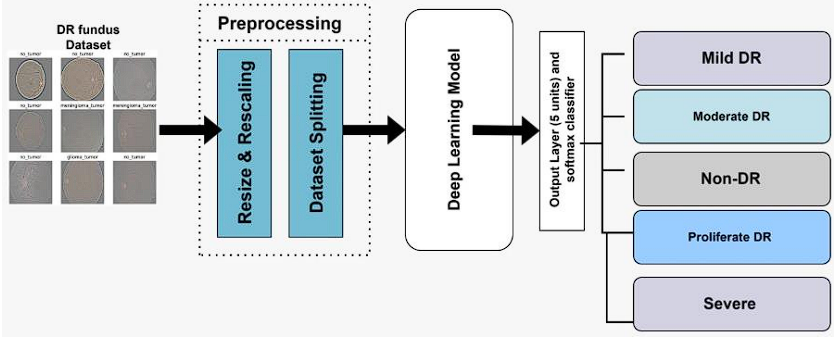 DR fundus
Dataset
no_tumor no_tumor no_tumor
no_tumor meningioma_tumor meningioma_tumor
no_tumor glioma_tumor no_tumor
Preprocessing
Resize & Rescaling
Dataset Splitting
Deep Learning Model
Output Layer (5 units) and
softmax classifier
Mild DR
Moderate DR
Non-DR
Proliferate DR
Severe